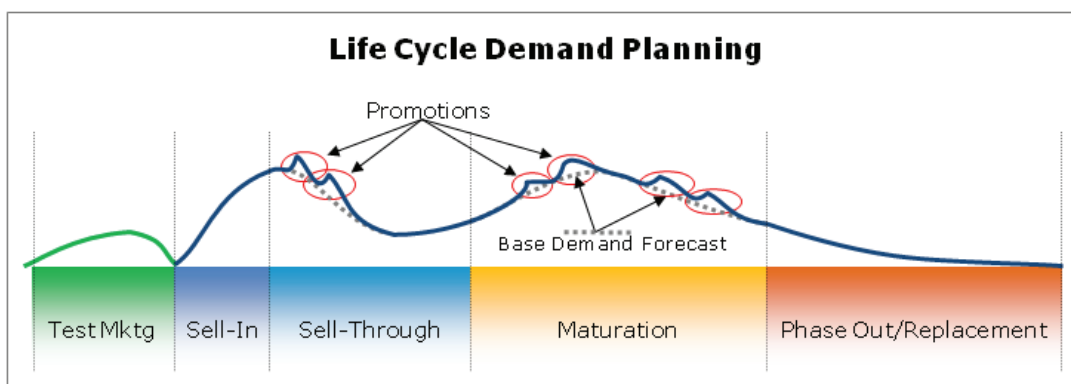 Life Cycle Demand Planning
Promotions
Base Demand Forecast
Test Mktg
Sell-In
Sell-Through
Maturation
Phase Out/Replacement